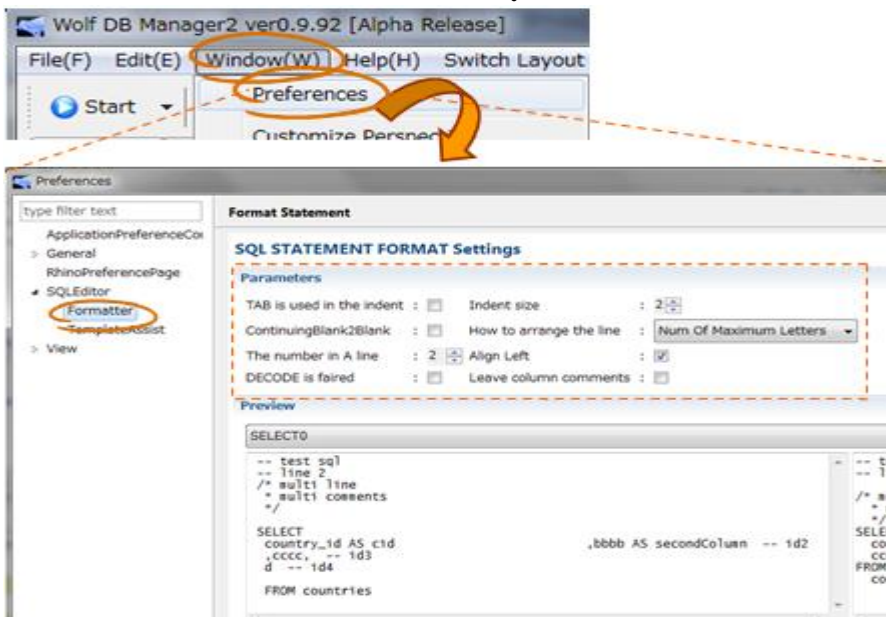 Wolf DB Manager2 ver0.9.92 [Alpha Release]
File(F) Edit(E) Window(W) Help(H) Switch Layout
Start
Preferences
Customize
Preferences
type filter text
Format Statement
ApplicationPreferenceCo
General
RhinoPreferencePage
SQLEditor
Formatter
TemplateAssist
View
SQL STATEMENT FORMAT Settings
Parameters
TAB is used in the indent : Indent size : 2
ContinuingBlank2Blank : How to arrange the line : Num Of Maximum Letters
The number in A line : 2 Align Left :
DECODE is faired : Leave column comments :
Preview
SELECT0
-- test sql
-- line 2
/* multi line
* multi comments
*/
SELECT
country_id AS cid ,bbbb AS secondColumn -- id2
,cccc, -- id3
d -- id4
FROM countries